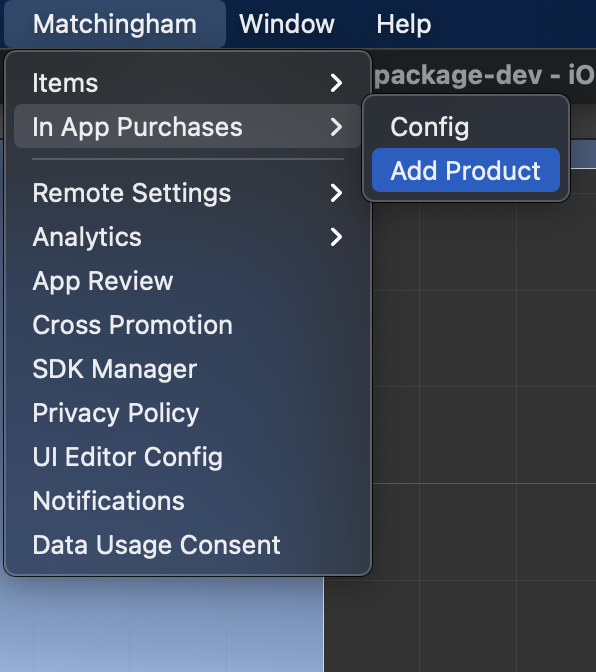 Matchingham Window Help
package-dev - iO
Items
In App Purchases
Config
Add Product
Remote Settings
Analytics
App Review
Cross Promotion
SDK Manager
Privacy Policy
UI Editor Config
Notifications
Data Usage Consent